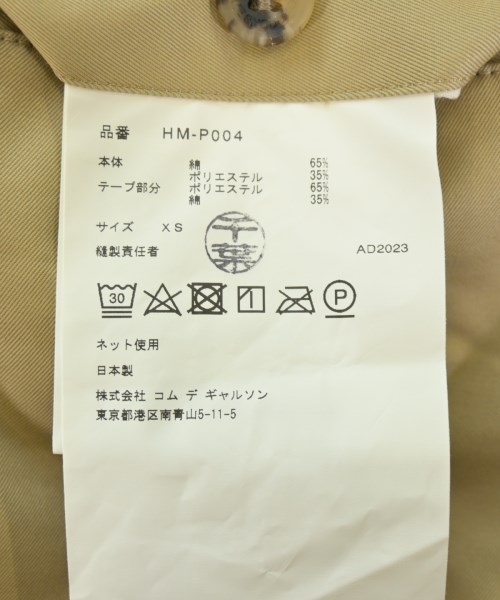 品番 HM-P004
本体 綿 65%
ポリエステル 35%
テープ部分 ポリエステル 65%
綿 35%
サイズ XS
千葉
縫製責任者 AD2023
30 1 P
ネット使用
日本製
株式会社 コム デ ギャルソン
東京都港区南青山5-11-5